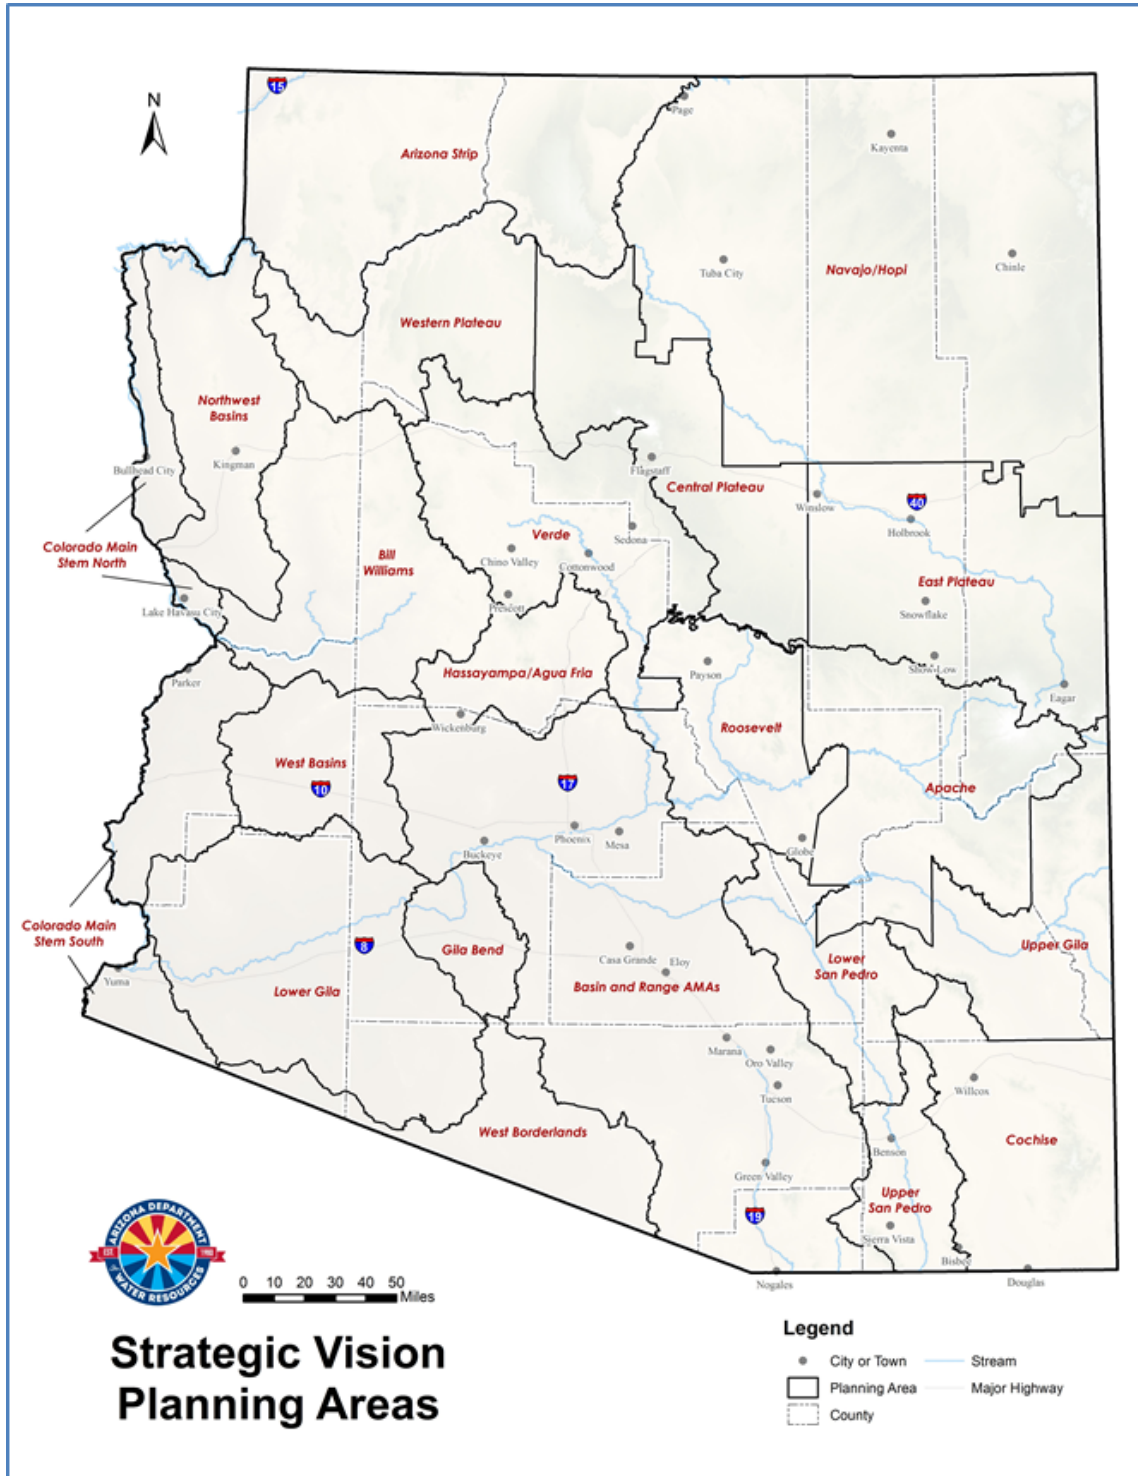 N
15
Page
Kayenta
Arizona Strip
Tuba City
Navajo/Hopi
Chinle
Western Plateau
Northwest
Basins
Kingman
Bullhead City
Flagstaff
Central Plateau
Winslow
40
Holbrook
Colorado Main
Stem North
Bill
Williams
Verde
Sedona
Chino Valley
Cottonwood
East Plateau
Snowflake
Lake Havasu City
Prescott
Show Low
Parker
Hassayampa/Agua Fria
Payson
Eagar
Wickenburg
Roosevelt
West Basins
10
17
Apache
Phoenix
Mesa
Buckeye
Globe
Colorado Main
Stem South
8
Gila Bend
Casa Grande
Eloy
Lower
San Pedro
Upper Gila
Yuma
Lower Gila
Basin and Range AMAs
Marana
Oro Valley
Tucson
Willcox
West Borderlands
Benson
Cochise
Green Valley
Upper
San Pedro
19
Sierra Vista
Bisbee
Nogales
Douglas
ARIZONA DEPARTMENT
EST. 1980
of WATER RESOURCES
0 10 20 30 40 50
Miles
Strategic Vision
Planning Areas
Legend
City or Town
Stream
Planning Area
Major Highway
County